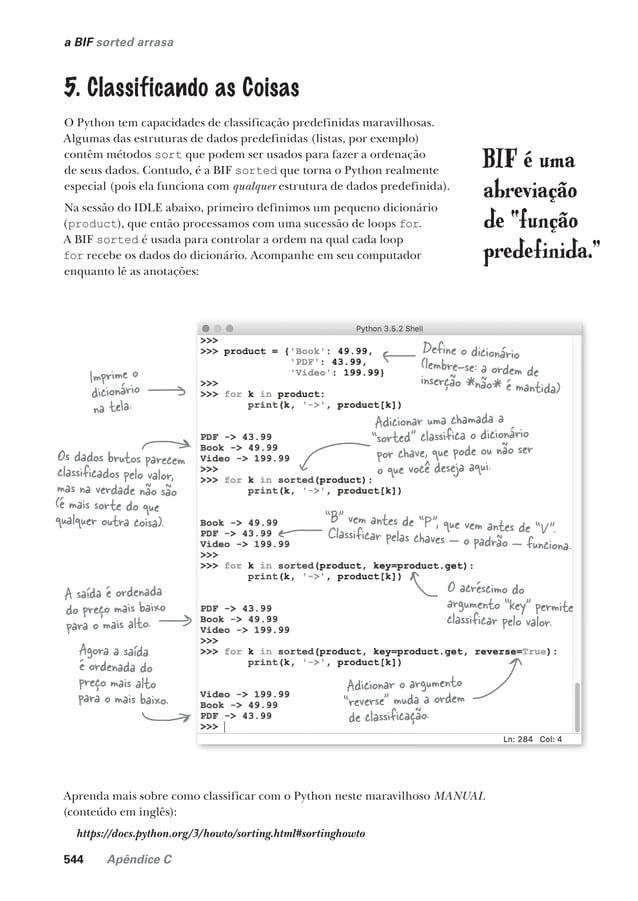 a BIF sorted arrasa
5. Classificando as Coisas
O Python tem capacidades de classificação predefinidas maravilhosas.
Algumas das estruturas de dados predefinidas (listas, por exemplo)
contêm métodos sort que podem ser usados para fazer a ordenação
de seus dados. Contudo, é a BIF sorted que torna o Python realmente
especial (pois ela funciona com qualquer estrutura de dados predefinida).
Na sessão do IDLE abaixo, primeiro definimos um pequeno dicionário
(product), que então processamos com uma sucessão de loops for.
A BIF sorted é usada para controlar a ordem na qual cada loop
for recebe os dados do dicionário. Acompanhe em seu computador
enquanto lê as anotações:
BIF é uma
abreviação
de "função
predefinida."
Python 3.5.2 Shell
>>>
>>> product = {'Book': 49.99,
'PDF': 43.99,
'Video': 199.99}
>>>
>>> for k in product:
print(k, '->', product[k])
PDF -> 43.99
Book -> 49.99
Video -> 199.99
>>>
>>> for k in sorted(product):
print(k, '->', product[k])
Book -> 49.99
PDF -> 43.99
Video -> 199.99
>>>
>>> for k in sorted(product, key=product.get):
print(k, '->', product[k])
PDF -> 43.99
Book -> 49.99
Video -> 199.99
>>>
>>> for k in sorted(product, key=product.get, reverse=True):
print(k, '->', product[k])
Video -> 199.99
Book -> 49.99
PDF -> 43.99
>>>
Ln: 284 Col: 4
Define o dicionário
(lembre-se: a ordem de
inserção *não* é mantida)
Imprime o
dicionário
na tela.
Adicionar uma chamada a
"sorted" classifica o dicionário
por chave, que pode ou não ser
o que você deseja aqui.
Os dados brutos parecem
classificados pelo valor,
mas na verdade não são
(é mais sorte do que
qualquer outra coisa).
"B" vem antes de "P", que vem antes de "V".
Classificar pelas chaves — o padrão — funciona.
O acréscimo do
argumento "key" permite
classificar pelo valor.
A saída é ordenada
do preço mais baixo
para o mais alto.
Agora a saída
é ordenada do
preço mais alto
para o mais baixo.
Adicionar o argumento
"reverse" muda a ordem
de classificação.
Aprenda mais sobre como classificar com o Python neste maravilhoso MANUAL
(conteúdo em inglês):
https://docs.python.org/3/howto/sorting.html#sortinghowto
544 Apêndice C